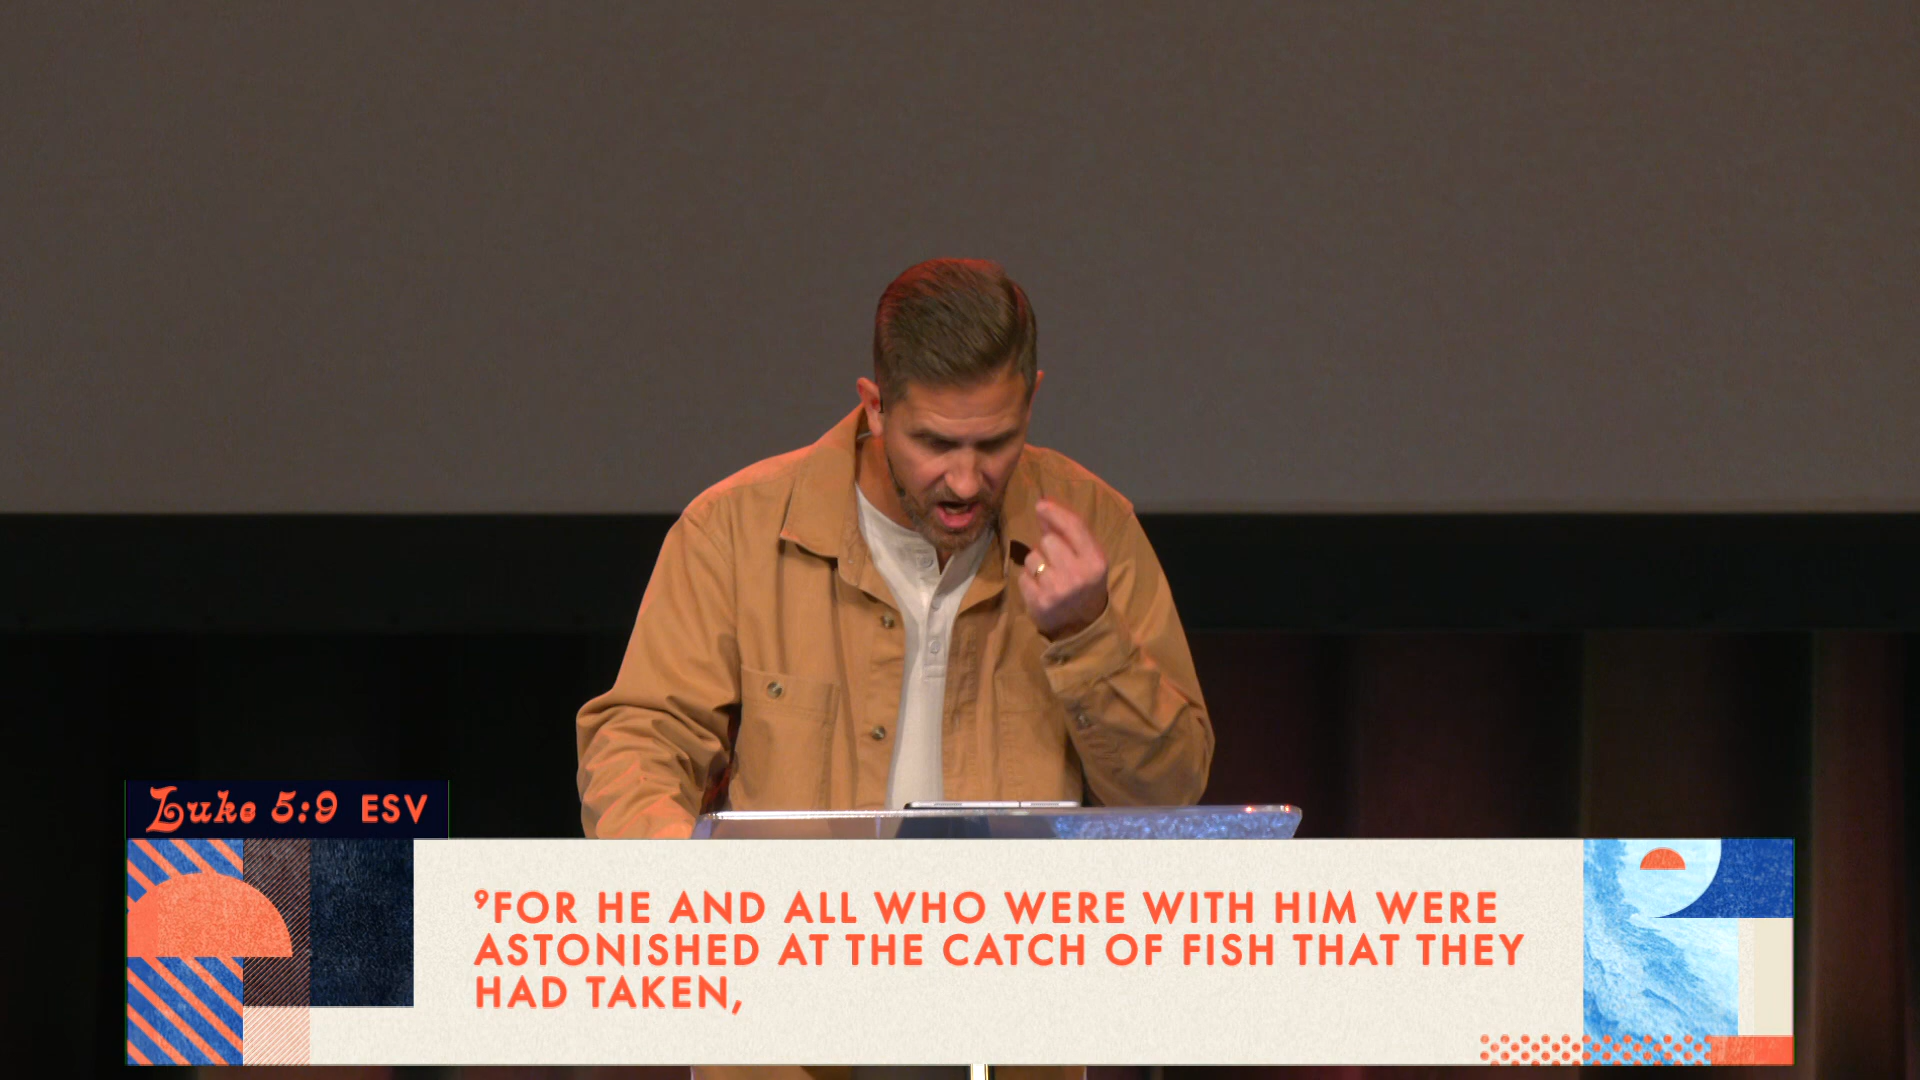 Luke 5:9 ESV
⁹FOR HE AND ALL WHO WERE WITH HIM WERE
ASTONISHED AT THE CATCH OF FISH THAT THEY
HAD TAKEN,